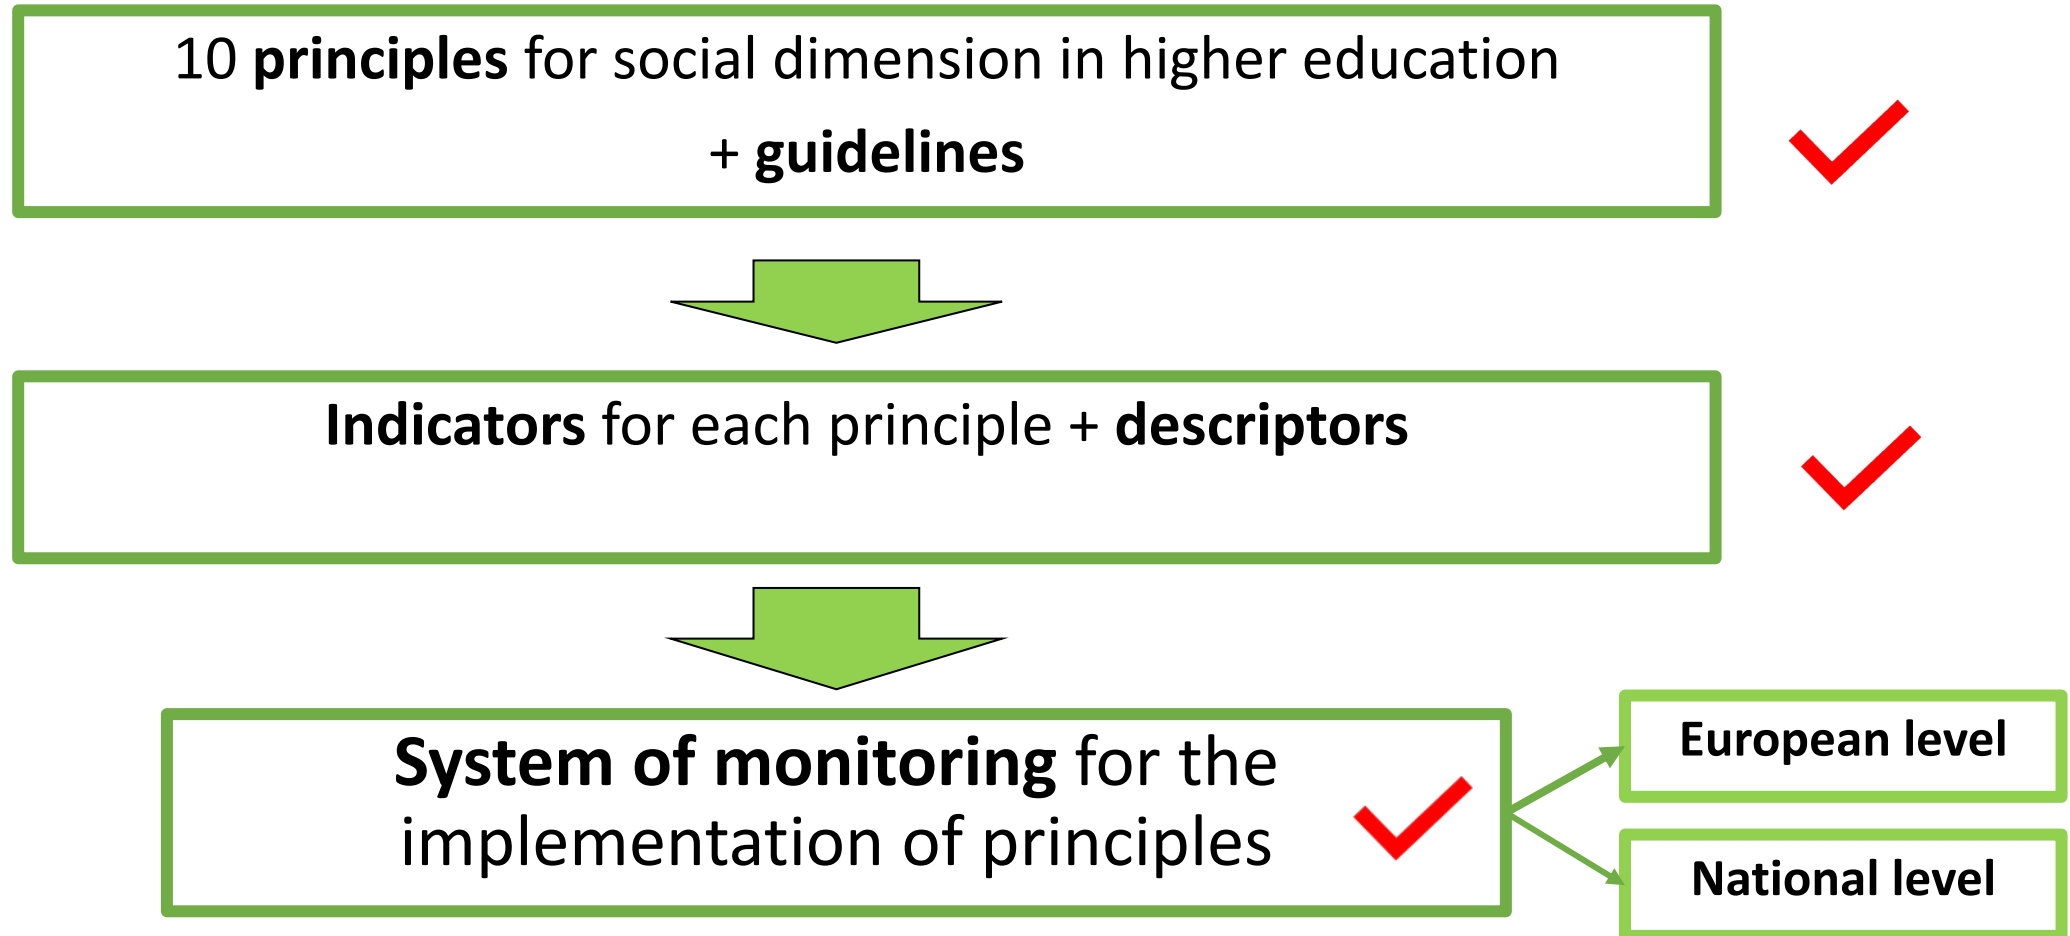 10 principles for social dimension in higher education
+ guidelines
Indicators for each principle + descriptors
System of monitoring for the
implementation of principles
European level
National level